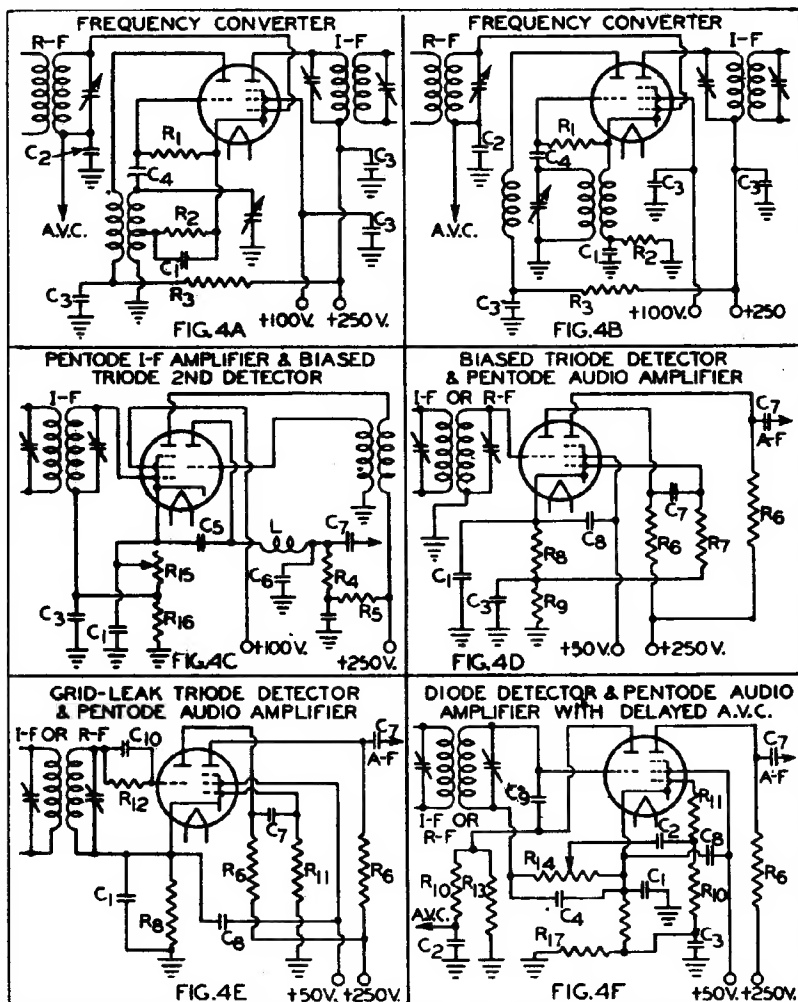 FREQUENCY CONVERTER
R-F
I-F
R1
C2
C4
C3
A.V.C.
R2
C3
C1
C3
R3
FIG.4A
+100V. +250V.
FREQUENCY CONVERTER
R-F
I-F
R1
C2
C4
C3
C3
A.V.C.
C1
R2
C3
R3
FIG.4B
+100V.
+250
PENTODE I-F AMPLIFIER & BIASED
TRIODE 2ND DETECTOR
I-F
C5
L
C7
R15
C6
R4
C3
C1
R16
R5
FIG.4C
+100V.
+250V.
BIASED TRIODE DETECTOR
& PENTODE AUDIO AMPLIFIER
I-F OR R-F
C7
A-F
C7
R6
C8
R6
R7
C1
R8
C3
R9
FIG.4D
+50V.
+250V.
GRID-LEAK TRIODE DETECTOR
& PENTODE AUDIO AMPLIFIER
I-F OR R-F
C10
C7
A-F
R12
C7
R6
R11
R6
C1
R8
C8
FIG.4E
+50V. +250V.
DIODE DETECTOR & PENTODE AUDIO
AMPLIFIER WITH DELAYED A.V.C.
C7
A-F
C9
R11
I-F OR
R-F
C2
C8
R14
R6
R10
R13
C1
R10
A.V.C.
C4
C2
R17
C3
FIG.4F
+50V. +250V.